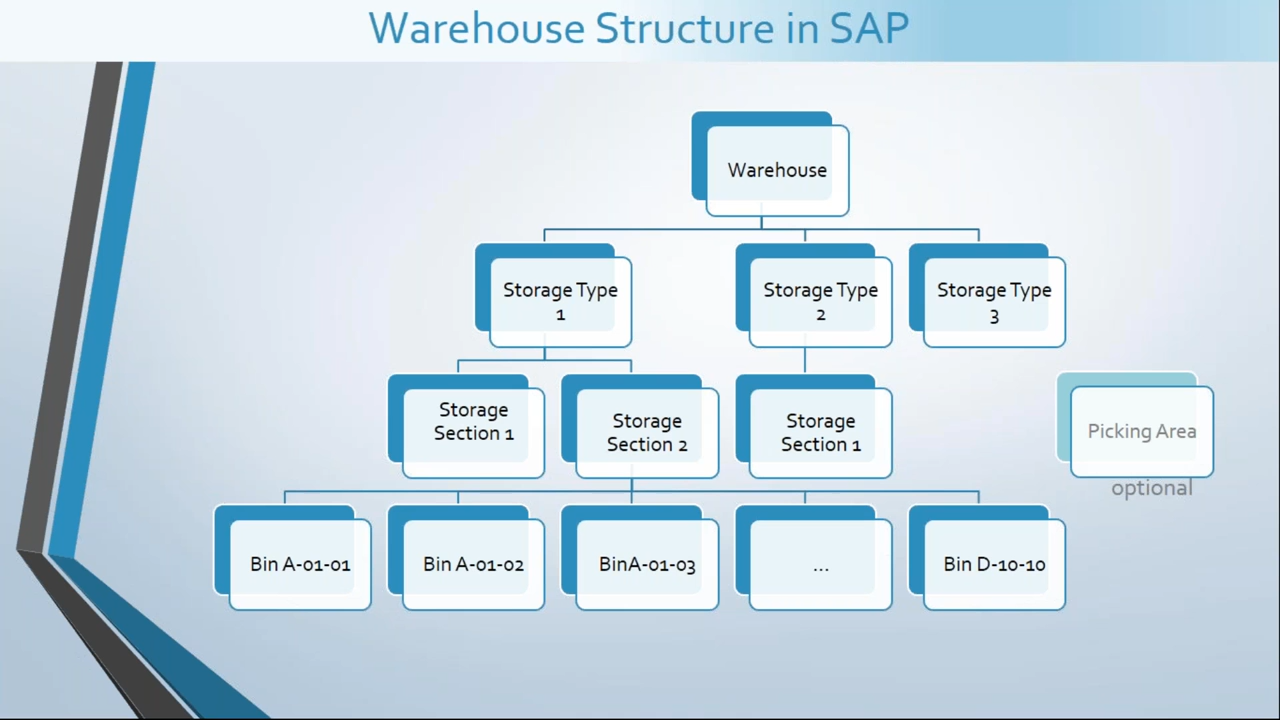 Warehouse Structure in SAP
Warehouse
Storage Type
1
Storage Type
2
Storage Type
3
Storage
Section 1
Storage
Section 2
Storage
Section 1
Picking Area
optional
Bin A-01-01
Bin A-01-02
BinA-01-03
...
Bin D-10-10